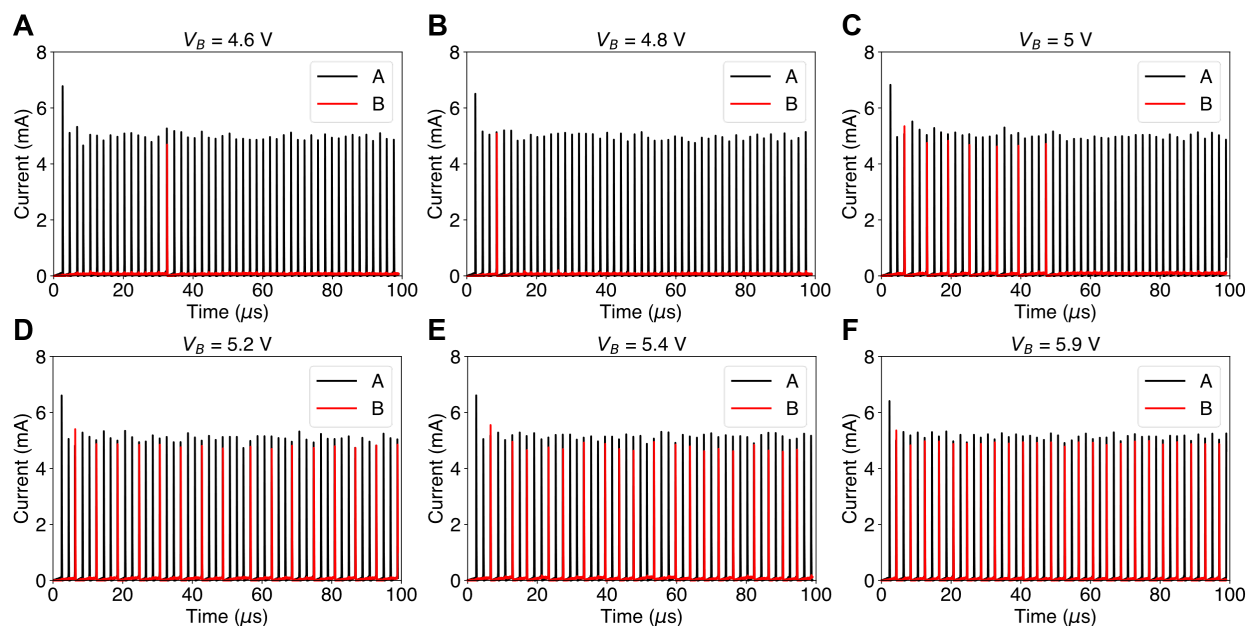 A
V_B = 4.6 V
8
6
4
2
0
Current (mA)
A
B
0 20 40 60 80 100
Time (μs)
B
V_B = 4.8 V
8
6
4
2
0
Current (mA)
A
B
0 20 40 60 80 100
Time (μs)
C
V_B = 5 V
8
6
4
2
0
Current (mA)
A
B
0 20 40 60 80 100
Time (μs)
D
V_B = 5.2 V
8
6
4
2
0
Current (mA)
A
B
0 20 40 60 80 100
Time (μs)
E
V_B = 5.4 V
8
6
4
2
0
Current (mA)
A
B
0 20 40 60 80 100
Time (μs)
F
V_B = 5.9 V
8
6
4
2
0
Current (mA)
A
B
0 20 40 60 80 100
Time (μs)